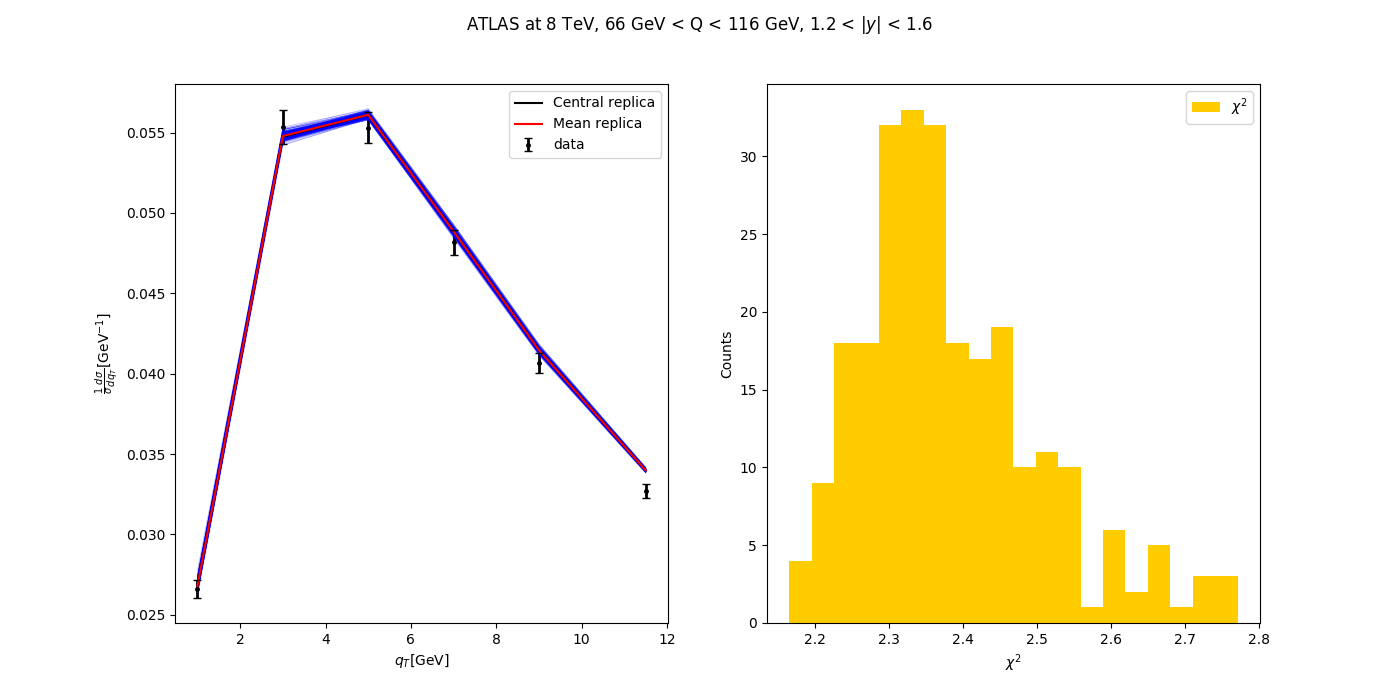 ATLAS at 8 TeV, 66 GeV < Q < 116 GeV, 1.2 < |y| < 1.6
Central replica
Mean replica
data
0.055
0.050
0.045
0.040
0.035
0.030
0.025
1/σ dσ/dq_T [GeV⁻¹]
2 4 6 8 10 12
q_T [GeV]
χ²
30
25
20
15
10
5
0
Counts
2.2 2.3 2.4 2.5 2.6 2.7 2.8
χ²